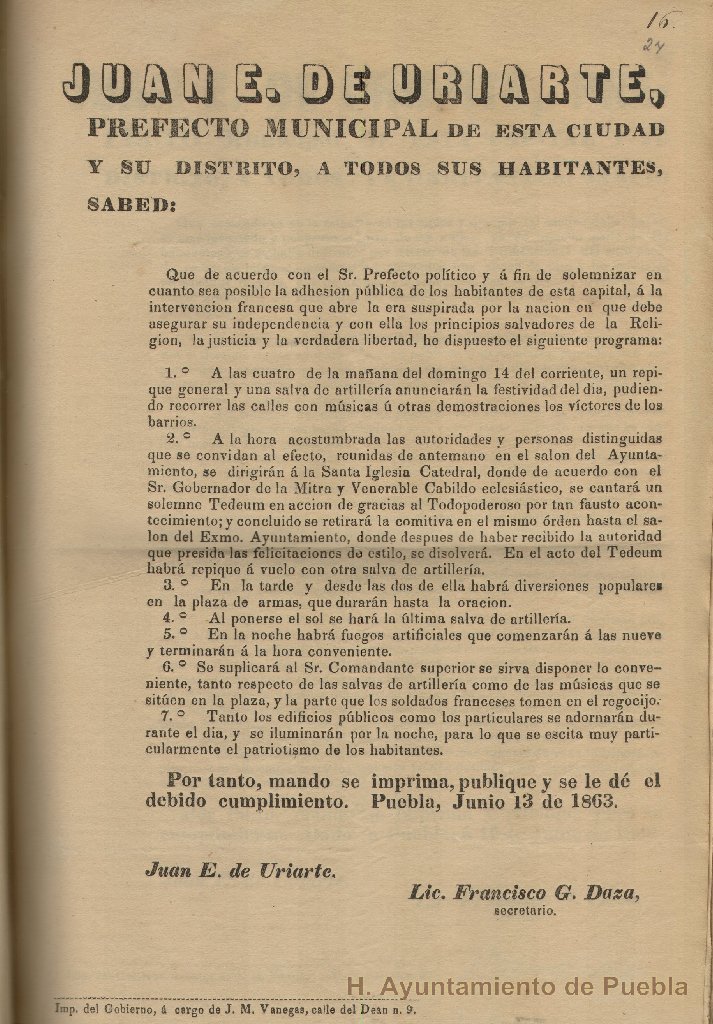 16.
27
JUAN E. DE URIARTE,
PREFECTO MUNICIPAL DE ESTA CIUDAD
Y SU DISTRITO, A TODOS SUS HABITANTES,
SABED:
Que de acuerdo con el Sr. Prefecto político y á fin de solemnizar en
cuanto sea posible la adhesion pública de los habitantes de esta capital, á la
intervencion francesa que abre la era suspirada por la nacion en que debe
asegurar su independencia y con ella los principios salvadores de la Reli-
gion, la justicia y la verdadera libertad, he dispuesto el siguiente programa:
1.º A las cuatro de la mañana del domingo 14 del corriente, un repi-
que general y una salva de artillería anunciarán la festividad del dia, pudien-
do recorrer las calles con músicas ú otras demostraciones los víctores de los
barrios.
2.º A la hora acostumbrada las autoridades y personas distinguidas
que se convidan al efecto, reunidas de antemano en el salon del Ayunta-
miento, se dirigirán á la Santa Iglesia Catedral, donde de acuerdo con el
Sr. Gobernador de la Mitra y Venerable Cabildo eclesiástico, se cantará un
solemne Tedeum en accion de gracias al Todopoderoso por tan fausto acon-
tecimiento; y concluido se retirará la comitiva en el mismo órden hasta el sa-
lon del Exmo. Ayuntamiento, donde despues de haber recibido la autoridad
que presida las felicitaciones de estilo, se disolverá. En el acto del Tedeum
habrá repique á vuelo con otra salva de artillería.
3.º En la tarde y desde las dos de ella habrá diversiones populares
en la plaza de armas, que durarán hasta la oracion.
4.º Al ponerse el sol se hará la última salva de artillería.
5.º En la noche habrá fuegos artificiales que comenzarán á las nueve
y terminarán á la hora conveniente.
6.º Se suplicará al Sr. Comandante superior se sirva disponer lo conve-
niente, tanto respecto de las salvas de artillería como de las músicas que se
sitúen en la plaza, y la parte que los soldados franceses tomen en el regocijo.
7.º Tanto los edificios públicos como los particulares se adornarán du-
rante el dia, y se iluminarán por la noche, para lo que se escita muy parti-
cularmente el patriotismo de los habitantes.
Por tanto, mando se imprima, publique y se le dé el
debido cumplimiento. Puebla, Junio 13 de 1863.
Juan E. de Uriarte.
Lic. Francisco G. Daza,
secretario.
H. Ayuntamiento de Puebla
Imp. del Gobierno, á cargo de J. M. Vanegas, calle del Dean n. 9.